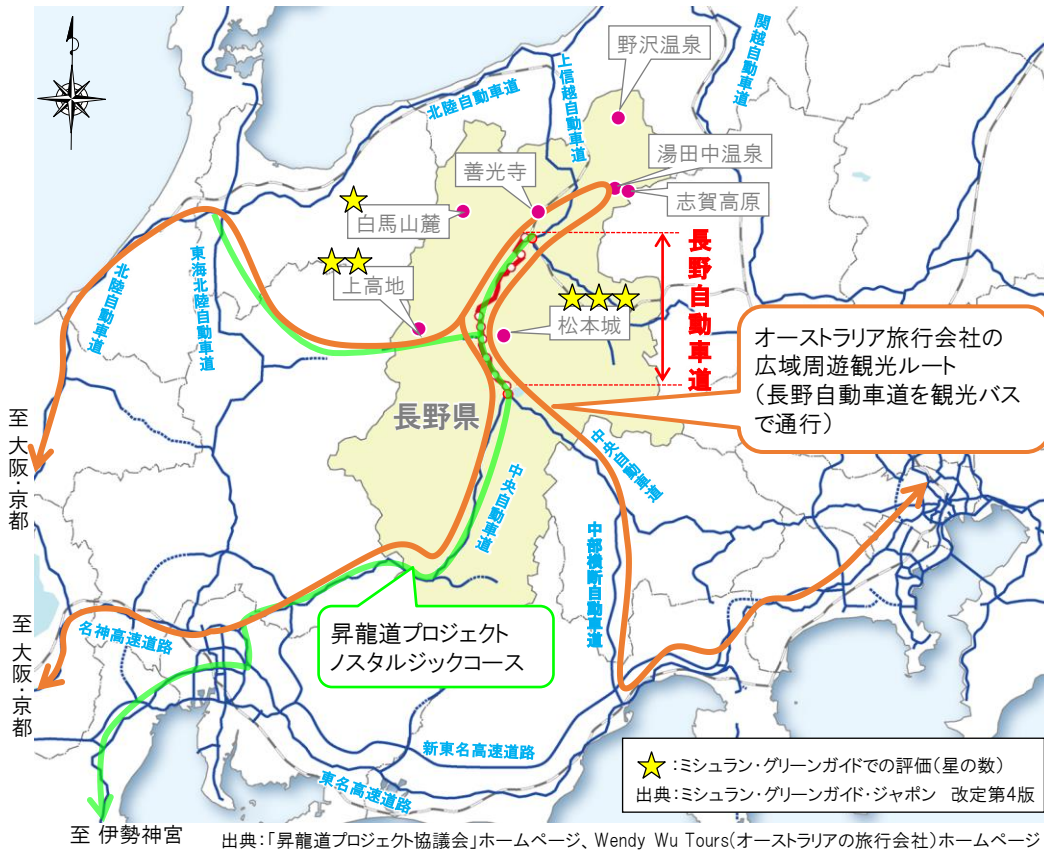 野沢温泉
関越自動車道
上信越自動車道
北陸自動車道
湯田中温泉
善光寺
志賀高原
白馬山麓
長野自動車道
東海北陸自動車道
北陸自動車道
上高地
松本城
オーストラリア旅行会社の
広域周遊観光ルート
(長野自動車道を観光バス
で通行)
長野県
至 大阪・京都
中央自動車道
中央自動車道
中部横断自動車道
至 大阪・京都
名神高速道路
昇龍道プロジェクト
ノスタルジックコース
新東名高速道路
東名高速道路
:ミシュラン・グリーンガイドでの評価(星の数)
出典:ミシュラン・グリーンガイド・ジャポン 改定第4版
至 伊勢神宮
出典:「昇龍道プロジェクト協議会」ホームページ、Wendy Wu Tours(オーストラリアの旅行会社)ホームページ